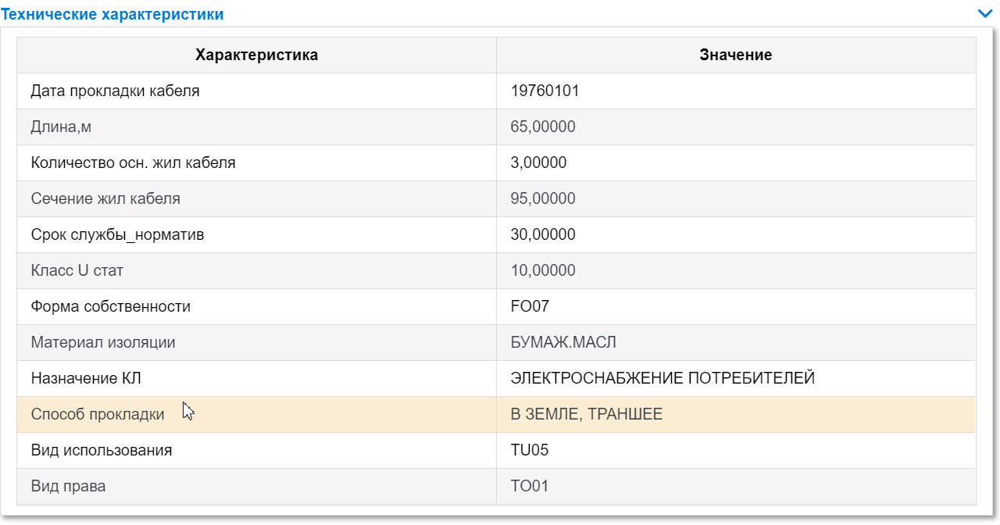 Технические характеристики
Характеристика Значение
Дата прокладки кабеля 19760101
Длина,м 65,00000
Количество осн. жил кабеля 3,00000
Сечение жил кабеля 95,00000
Срок службы_норматив 30,00000
Класс U стат 10,00000
Форма собственности FO07
Материал изоляции БУМАЖ.МАСЛ
Назначение КЛ ЭЛЕКТРОСНАБЖЕНИЕ ПОТРЕБИТЕЛЕЙ
Способ прокладки В ЗЕМЛЕ, ТРАНШЕЕ
Вид использования TU05
Вид права TO01